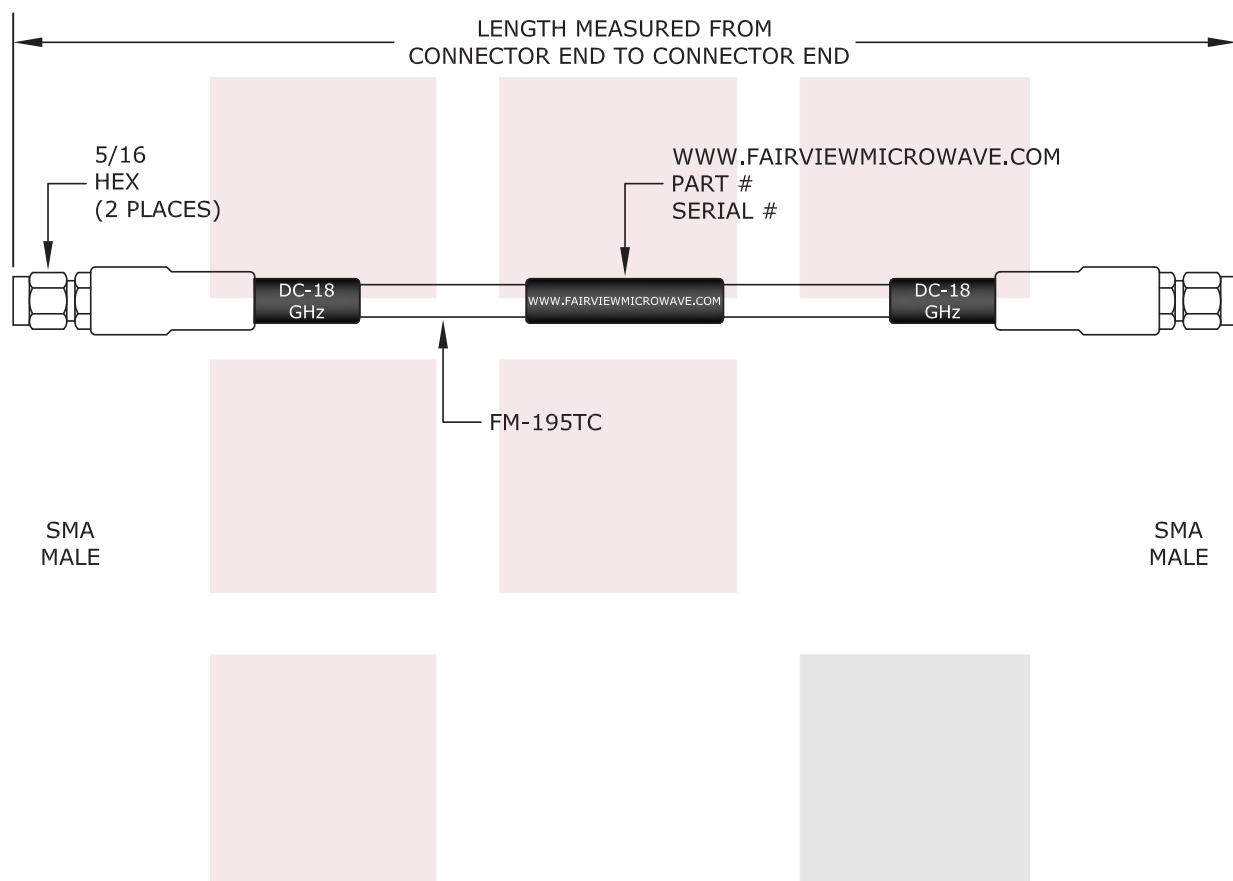 LENGTH MEASURED FROM
CONNECTOR END TO CONNECTOR END
5/16
HEX
(2 PLACES)
WWW.FAIRVIEWMICROWAVE.COM
PART #
SERIAL #
DC-18
GHz
WWW.FAIRVIEWMICROWAVE.COM
DC-18
GHz
FM-195TC
SMA
MALE
SMA
MALE